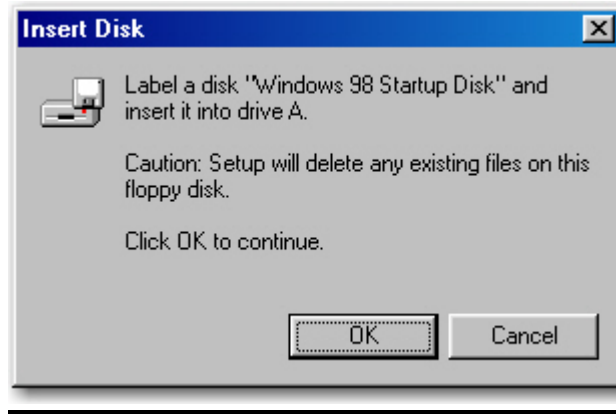 Insert Disk
Label a disk "Windows 98 Startup Disk" and
insert it into drive A.
Caution: Setup will delete any existing files on this
floppy disk.
Click OK to continue.
OK Cancel